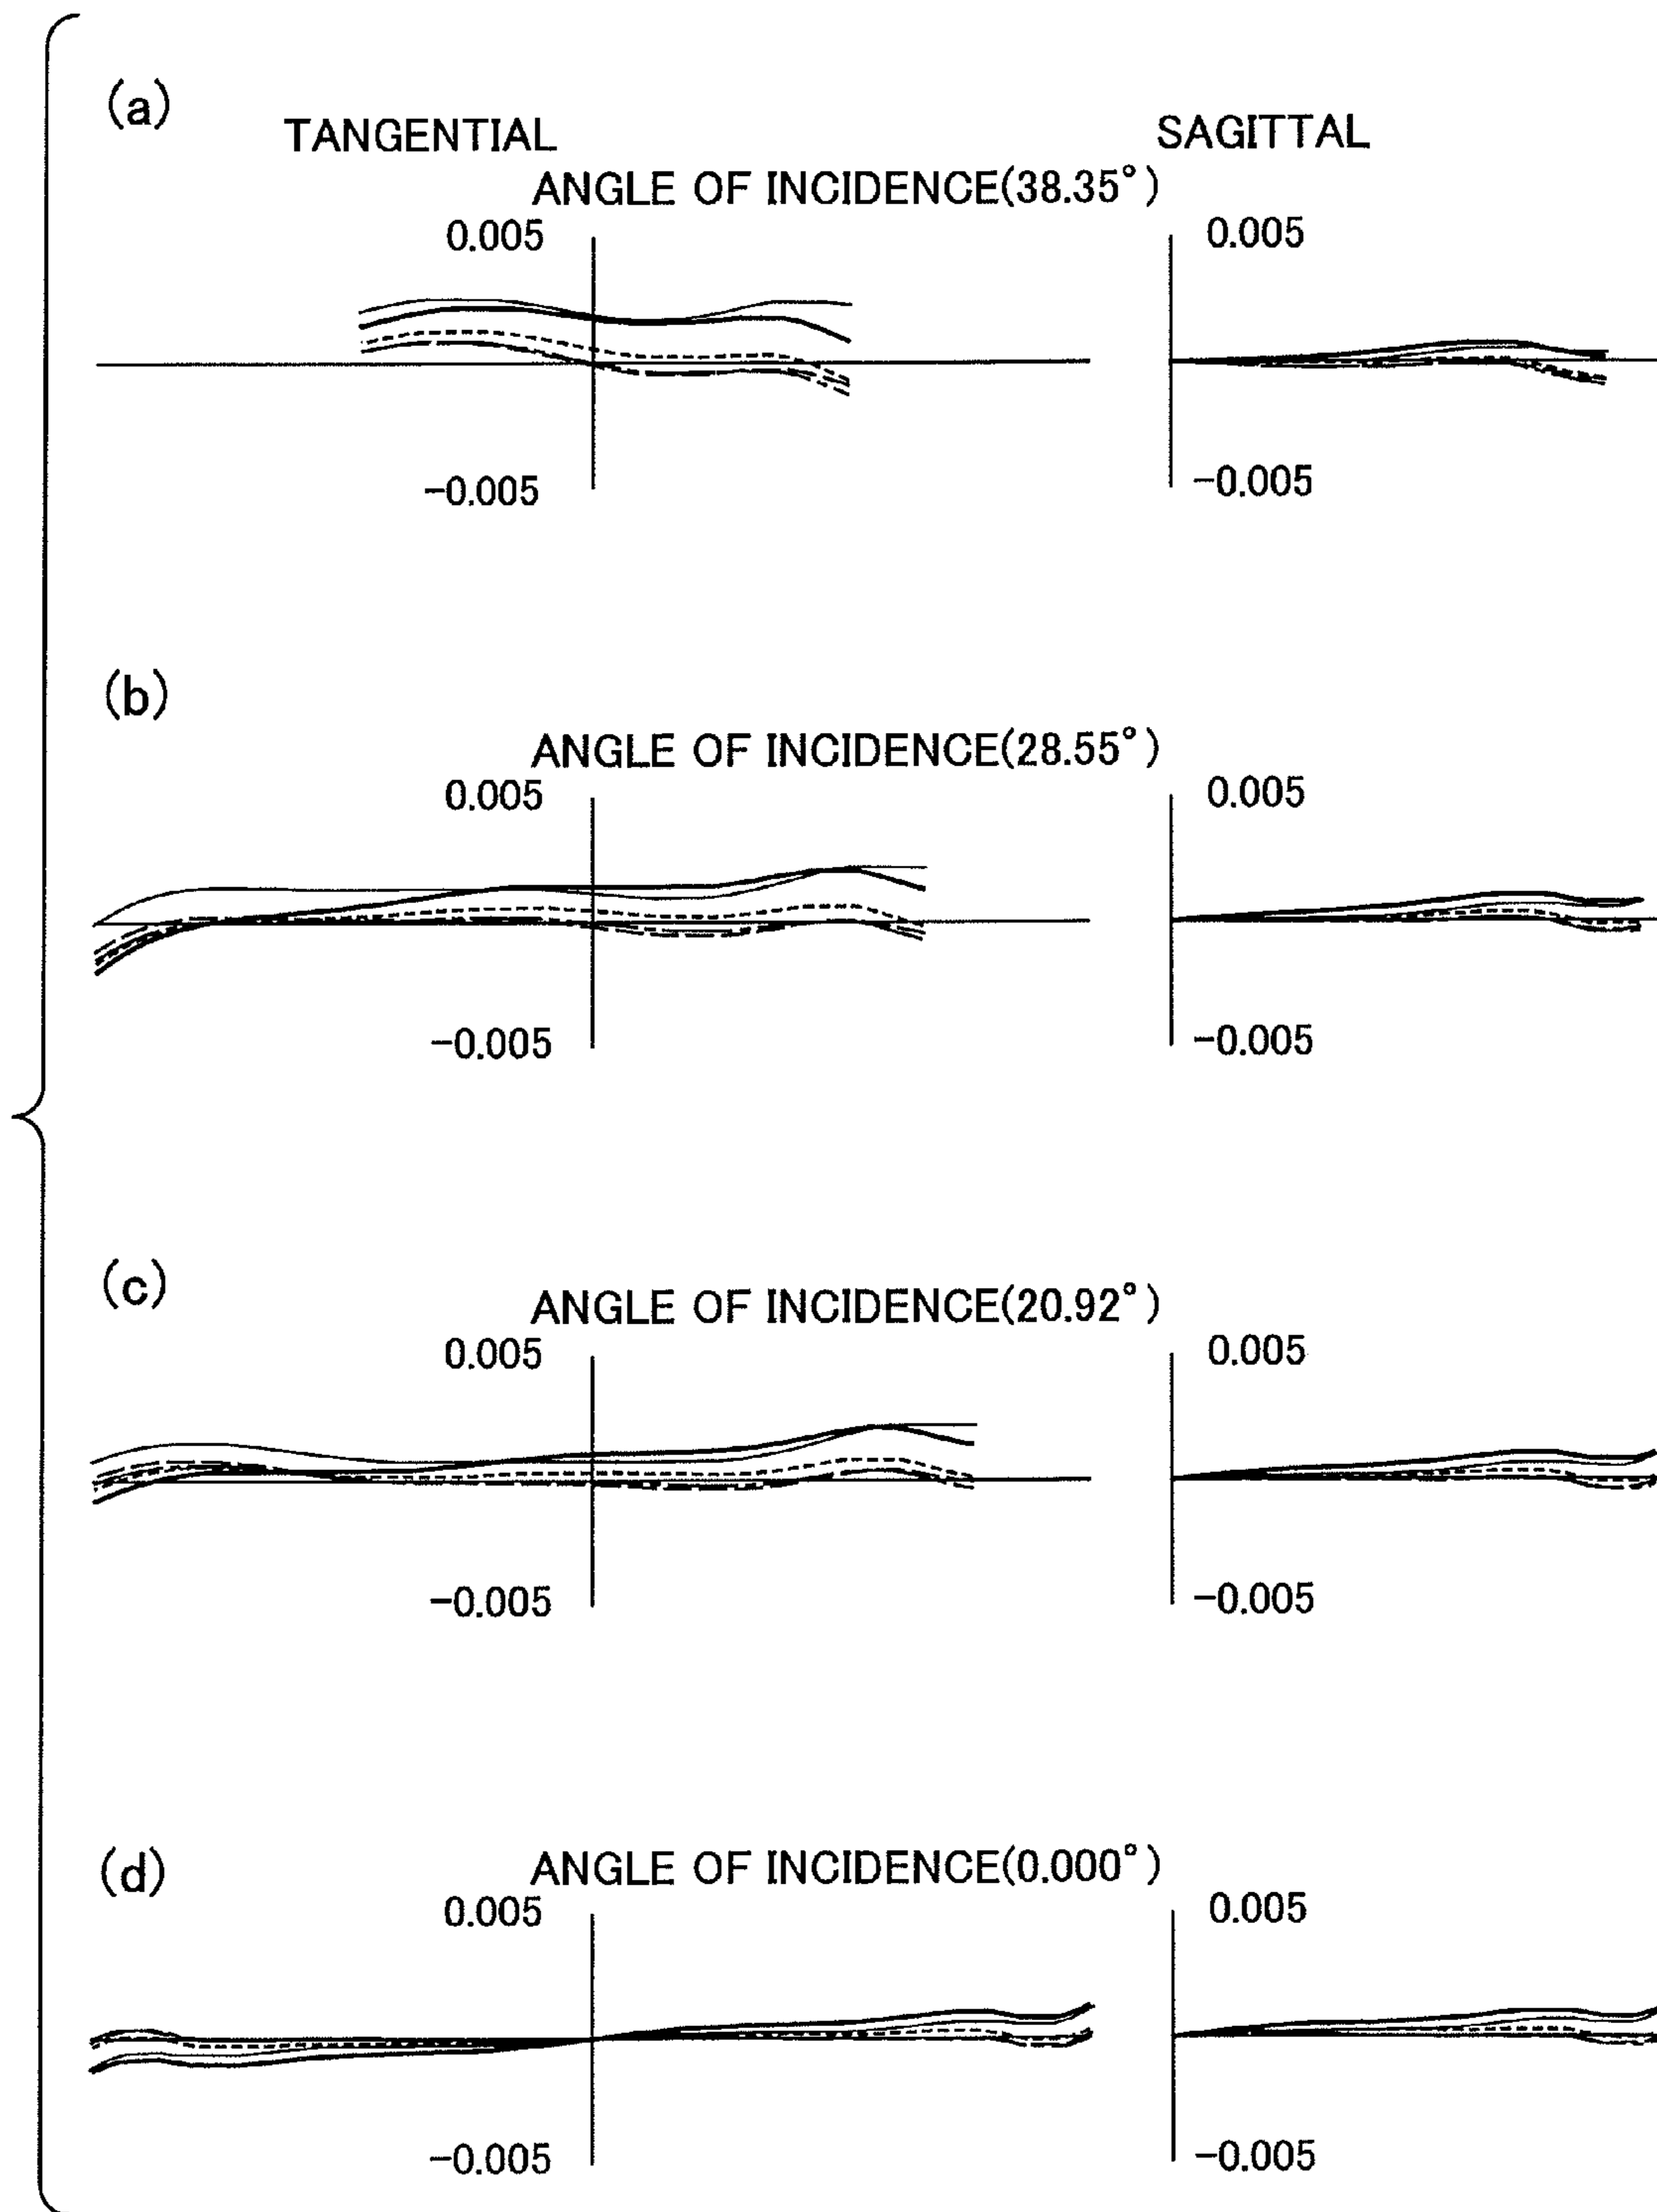 (a)
TANGENTIAL SAGITTAL
ANGLE OF INCIDENCE(38.35°)
0.005 0.005
-0.005 -0.005
(b)
ANGLE OF INCIDENCE(28.55°)
0.005 0.005
-0.005 -0.005
(c)
ANGLE OF INCIDENCE(20.92°)
0.005 0.005
-0.005 -0.005
(d)
ANGLE OF INCIDENCE(0.000°)
0.005 0.005
-0.005 -0.005